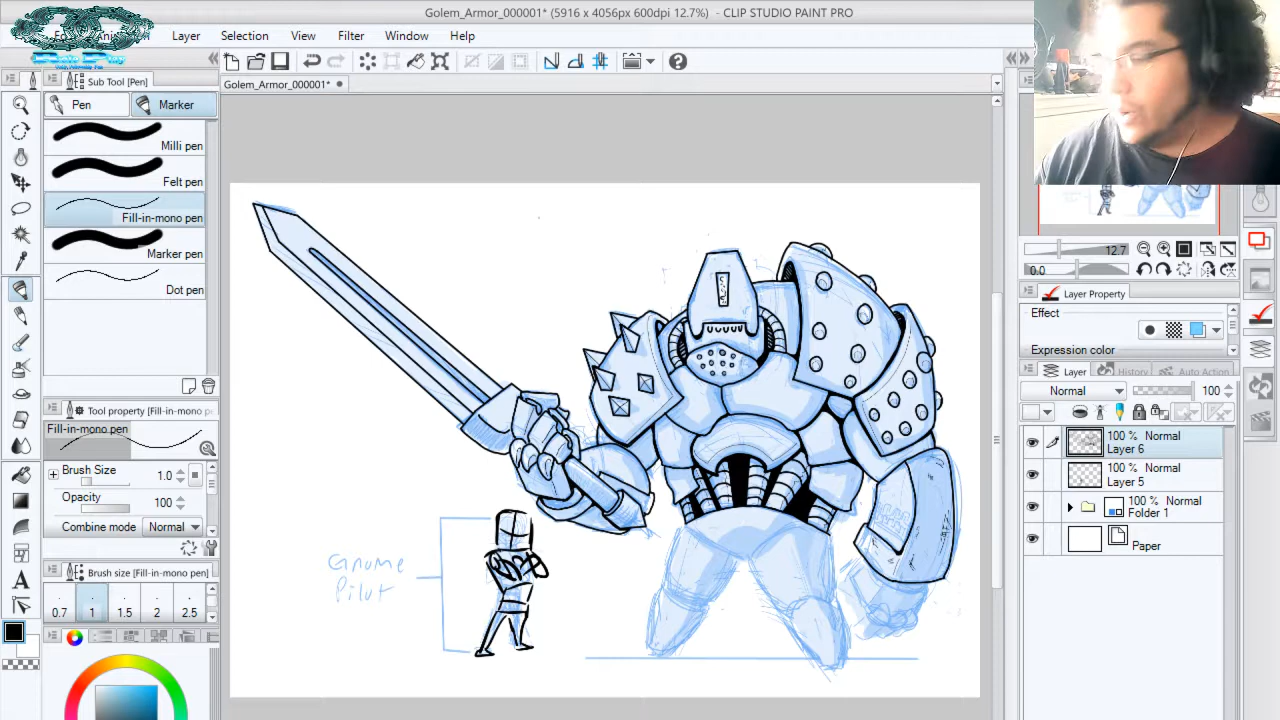 Golem_Armor_000001* (5916 x 4056px 600dpi 12.7%) - CLIP STUDIO PAINT PRO
Layer Selection View Filter Window Help
Sub Tool [Pen]
Golem_Armor_000001*
Pen Marker
Milli pen
Felt pen
Fill-in-mono pen
Marker pen
Dot pen
Tool property [Fill-in-mono po
Fill-in-mono pen
Brush Size 1.0
Opacity 100
Combine mode Normal
Brush size [Fill-in-mono pen]
0.7 1 1.5 2 2.5
Gnome
Pilot
12.7
0.0
Layer Property
Effect
Expression color
Layer History Auto Action
Normal 100
100 % Normal
Layer 6
100 % Normal
Layer 5
100 % Normal
Folder 1
Paper